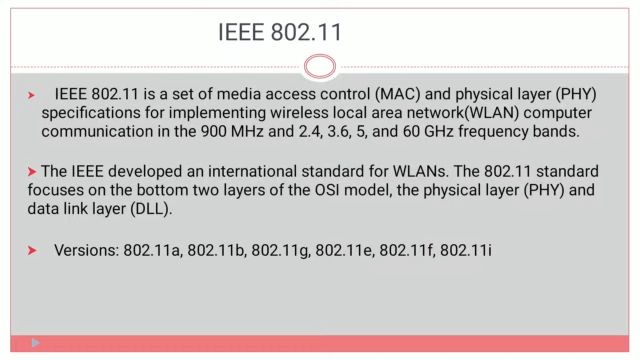 IEEE 802.11
IEEE 802.11 is a set of media access control (MAC) and physical layer (PHY)
specifications for implementing wireless local area network(WLAN) computer
communication in the 900 MHz and 2.4, 3.6, 5, and 60 GHz frequency bands.
The IEEE developed an international standard for WLANs. The 802.11 standard
focuses on the bottom two layers of the OSI model, the physical layer (PHY) and
data link layer (DLL).
Versions: 802.11a, 802.11b, 802.11g, 802.11e, 802.11f, 802.11i